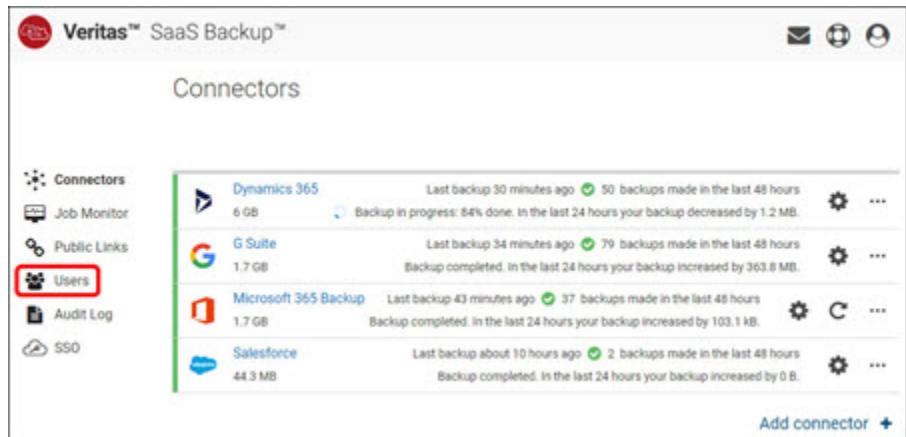 Veritas™ SaaS Backup™
Connectors
Connectors
Job Monitor
Public Links
Users
Audit Log
SSO
Dynamics 365 Last backup 30 minutes ago 50 backups made in the last 48 hours
6 GB Backup in progress: 84% done. In the last 24 hours your backup decreased by 1.2 MB.
G Suite Last backup 34 minutes ago 79 backups made in the last 48 hours
1.7 GB Backup completed. In the last 24 hours your backup increased by 363.8 MB.
Microsoft 365 Backup Last backup 43 minutes ago 37 backups made in the last 48 hours
1.7 GB Backup completed. In the last 24 hours your backup increased by 103.1 kB.
Salesforce Last backup about 10 hours ago 2 backups made in the last 48 hours
44.3 MB Backup completed. In the last 24 hours your backup increased by 0 B.
Add connector +